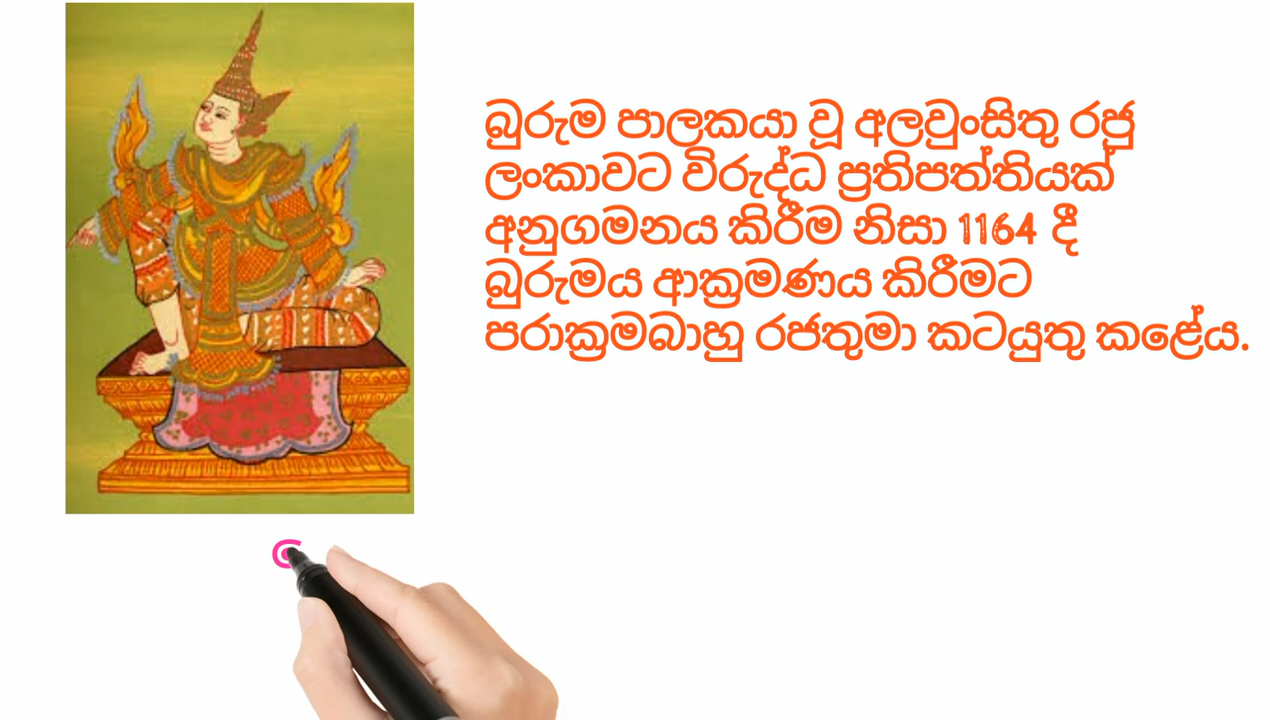 බුරුම පාලකයා වූ අලවුංසිතු රජු
ලංකාවට විරුද්ධ ප්‍රතිපත්තියක්
අනුගමනය කිරීම නිසා 1164 දී
බුරුමය ආක්‍රමණය කිරීමට
පරාක්‍රමබාහු රජතුමා කටයුතු කළේය.